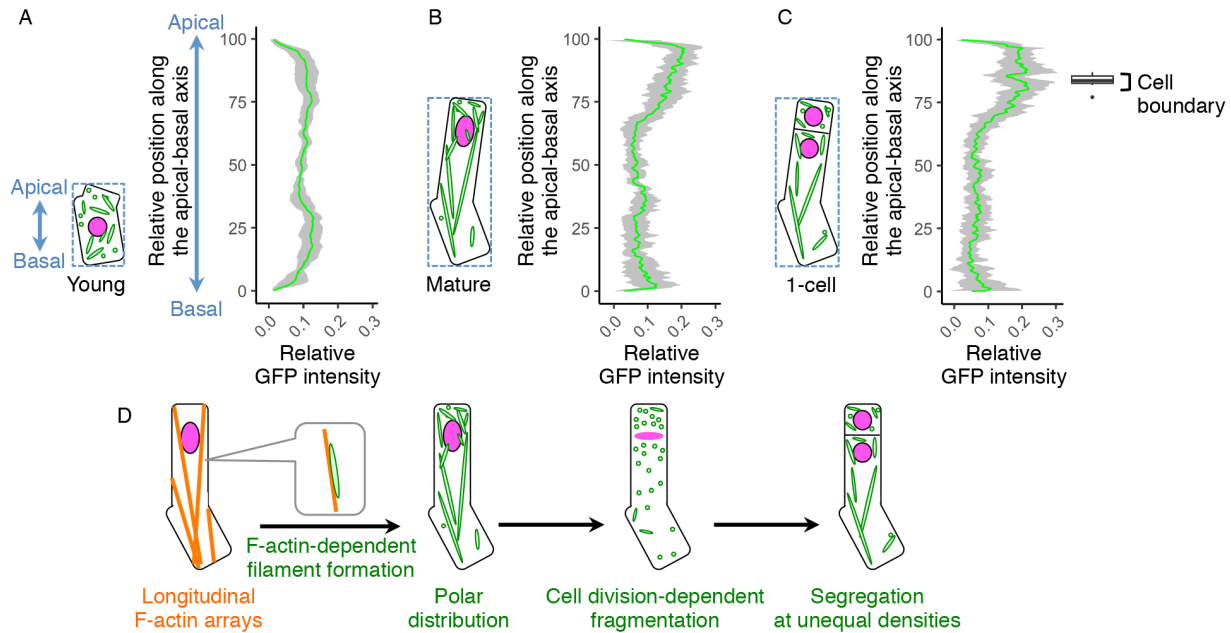 A
Apical
Basal
Young
Relative position along
the apical-basal axis
Apical
Basal
100
75
50
25
0
0.0
0.1
0.2
0.3
Relative
GFP intensity
B
Mature
Relative position along
the apical-basal axis
100
75
50
25
0
0.0
0.1
0.2
0.3
Relative
GFP intensity
C
1-cell
Relative position along
the apical-basal axis
100
75
50
25
0
0.0
0.1
0.2
0.3
Relative
GFP intensity
Cell
boundary
D
Longitudinal
F-actin arrays
F-actin-dependent
filament formation
Polar
distribution
Cell division-dependent
fragmentation
Segregation
at unequal densities